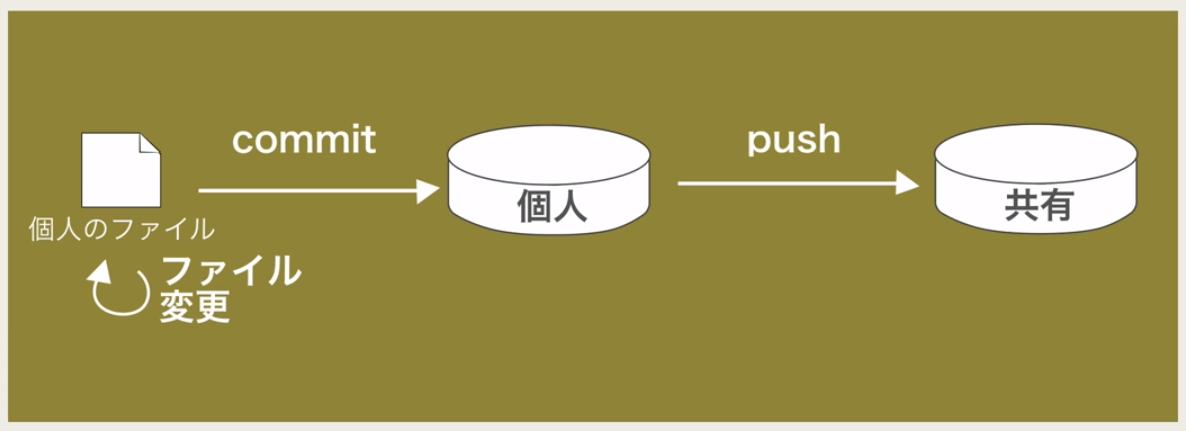 commit
push
個人
共有
個人のファイル
ファイル
変更